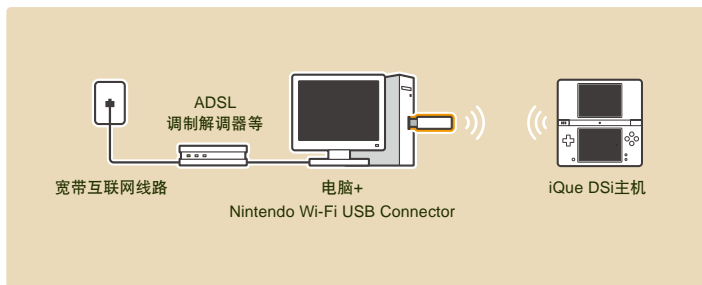 ADSL
调制解调器等
宽带互联网线路
电脑+
Nintendo Wi-Fi USB Connector
iQue DSi主机